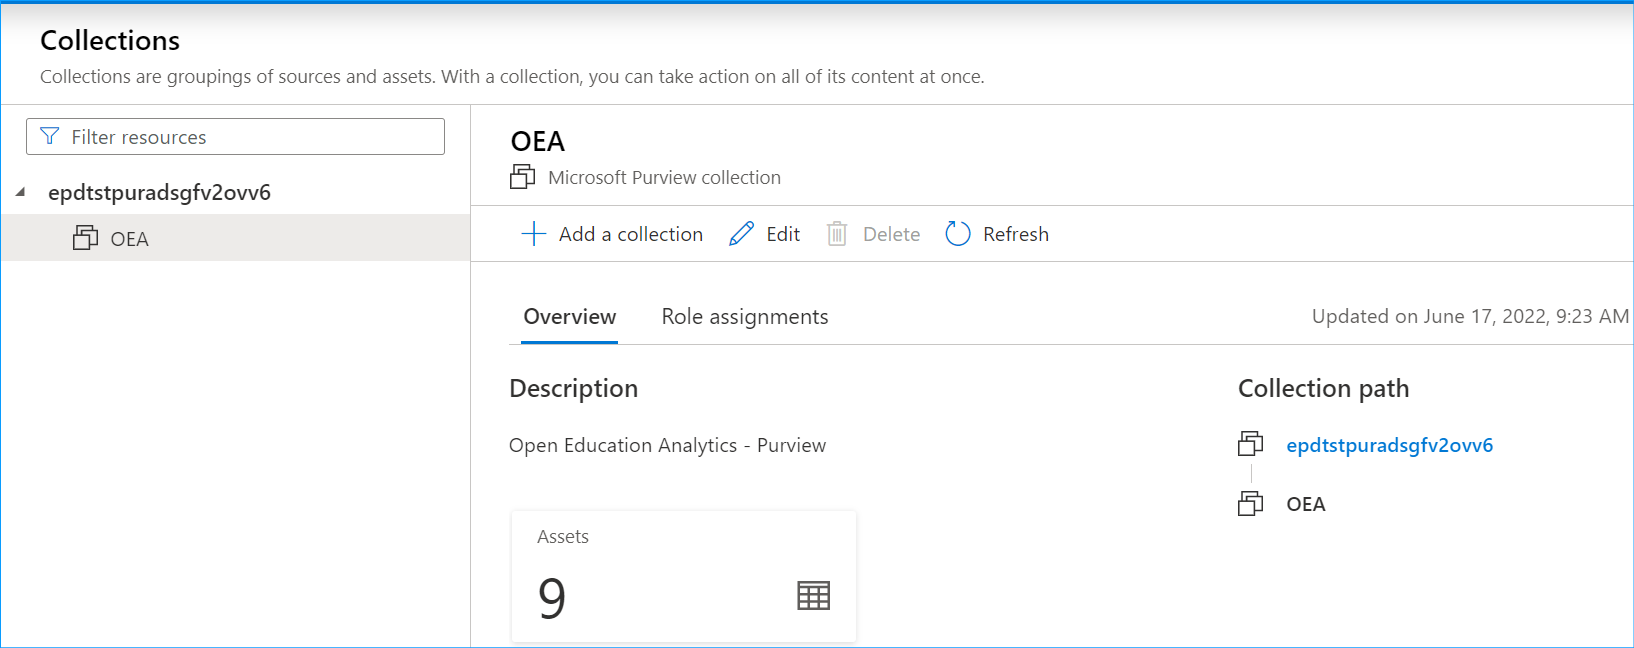 Collections
Collections are groupings of sources and assets. With a collection, you can take action on all of its content at once.
Filter resources
epdtstpuradsgfv2ovv6
OEA
OEA
Microsoft Purview collection
Add a collection
Edit
Delete
Refresh
Overview
Role assignments
Updated on June 17, 2022, 9:23 AM
Description
Open Education Analytics - Purview
Assets
9
Collection path
epdtstpuradsgfv2ovv6
OEA